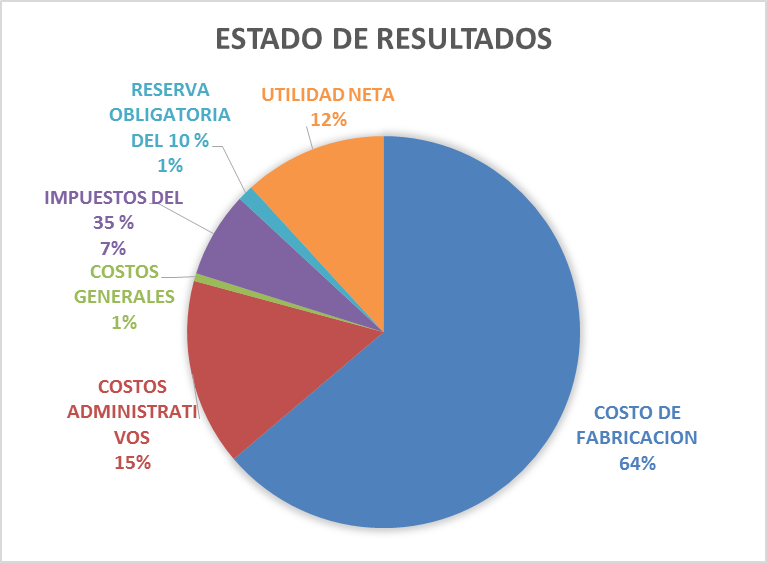 ESTADO DE RESULTADOS
RESERVA
OBLIGATORIA
DEL 10 %
1%
UTILIDAD NETA
12%
IMPUESTOS DEL
35 %
7%
COSTOS
GENERALES
1%
COSTOS
ADMINISTRATI
VOS
15%
COSTO DE
FABRICACION
64%